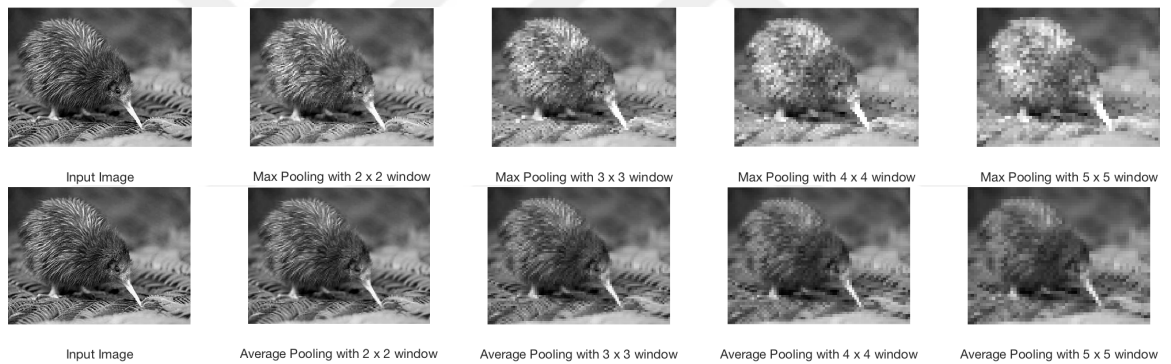 Input Image
Max Pooling with 2 x 2 window
Max Pooling with 3 x 3 window
Max Pooling with 4 x 4 window
Max Pooling with 5 x 5 window
Input Image
Average Pooling with 2 x 2 window
Average Pooling with 3 x 3 window
Average Pooling with 4 x 4 window
Average Pooling with 5 x 5 window